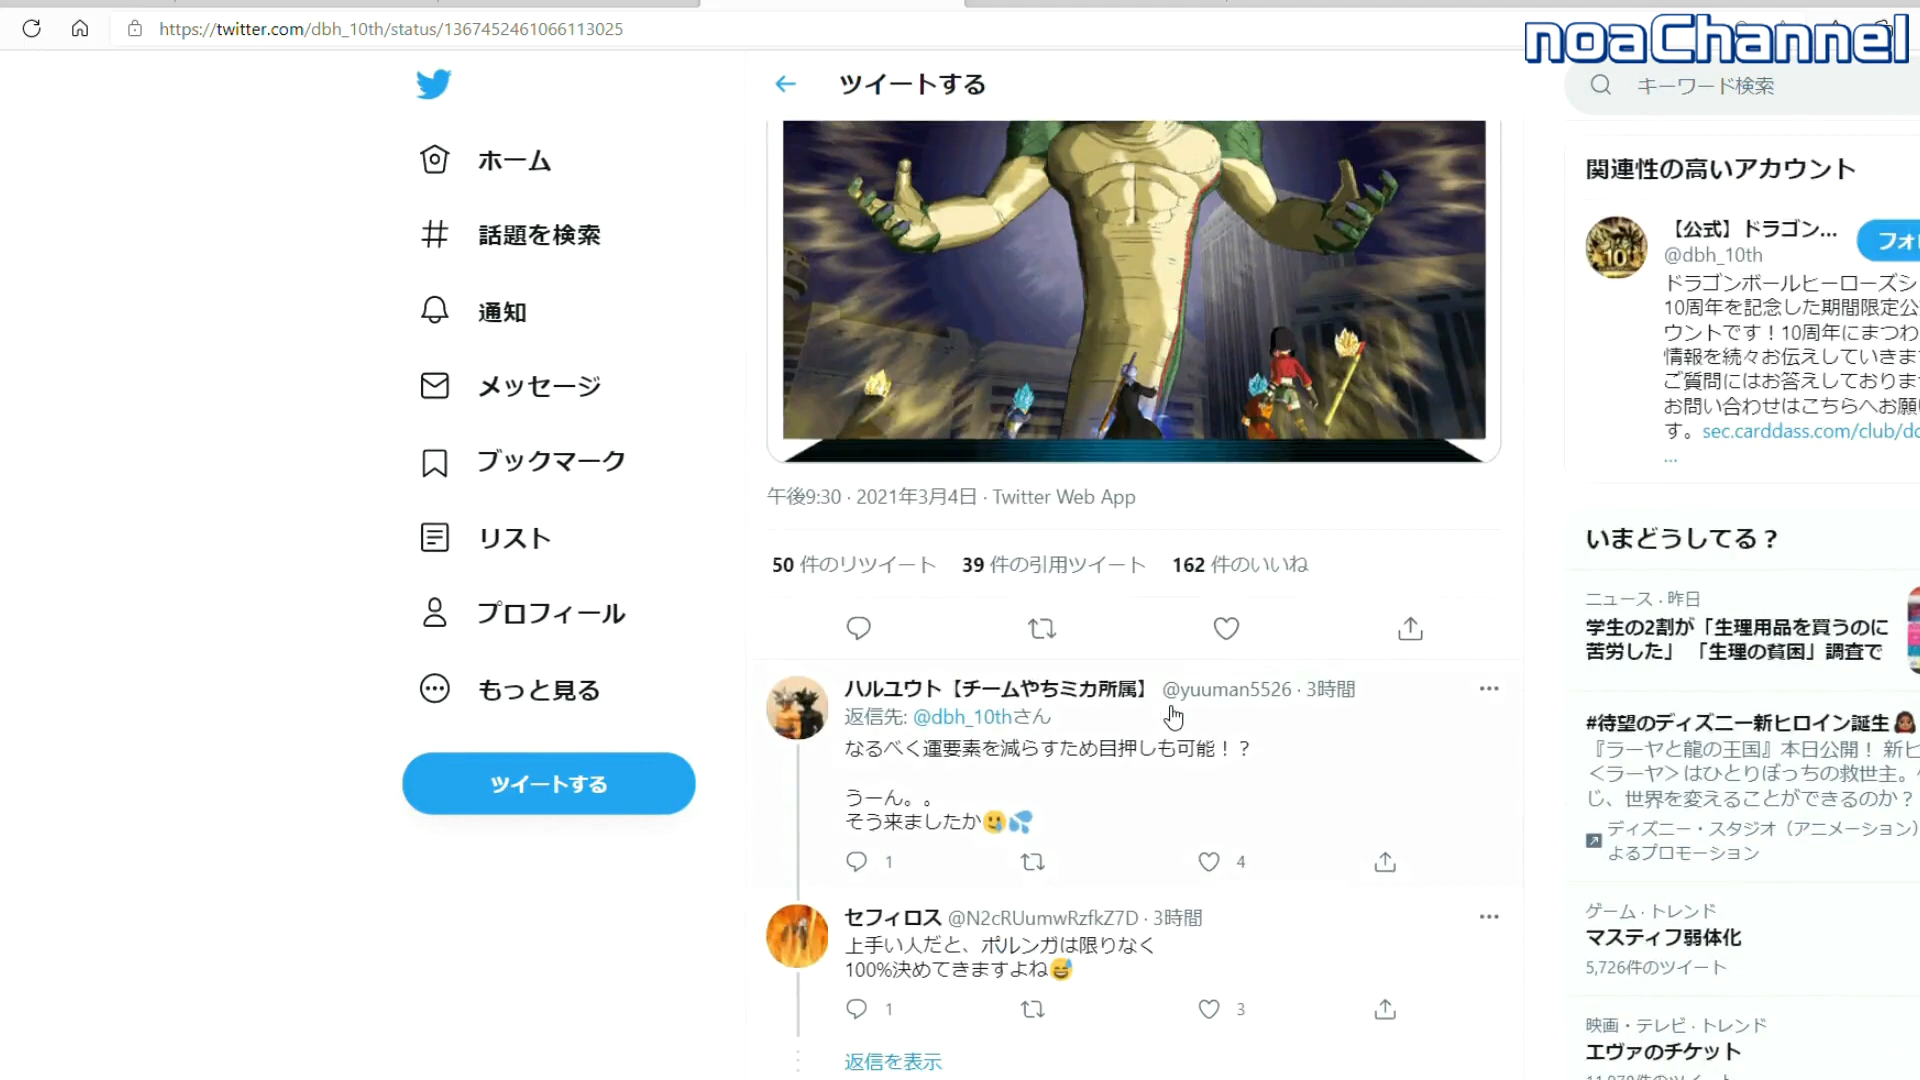 https://twitter.com/dbh_10th/status/1367452461066113025
noaChannel
ツイートする
キーワード検索
ホーム
話題を検索
通知
メッセージ
ブックマーク
リスト
プロフィール
もっと見る
ツイートする
午後9:30 · 2021年3月4日 · Twitter Web App
50 件のリツイート 39 件の引用ツイート 162 件のいいね
ハルユウト【チームやちミカ所属】 @yuuman5526 · 3時間
返信先: @dbh_10thさん
なるべく運要素を減らすため目押しも可能！？
うーん。。
そう来ましたか🥲💦
1 4
セフィロス @N2cRUumwRzfkZ7D · 3時間
上手い人だと、ポルンガは限りなく
100%決めてきますよね😅
1 3
返信を表示
関連性の高いアカウント
【公式】ドラゴン...
@dbh_10th
フォロ
ドラゴンボールヒーローズシ
10周年を記念した期間限定公
ウントです！10周年にまつわ
情報を続々お伝えしていきま
ご質問にはお答えしておりま
お問い合わせはこちらへお願
す。sec.carddass.com/club/dc
...
いまどうしてる？
ニュース · 昨日
学生の2割が「生理用品を買うのに
苦労した」 「生理の貧困」調査で
#待望のディズニー新ヒロイン誕生
『ラーヤと龍の王国』本日公開！ 新ヒ
＜ラーヤ＞はひとりぼっちの救世主。
じ、世界を変えることができるのか？
ディズニー・スタジオ（アニメーション）
よるプロモーション
ゲーム · トレンド
マスティフ弱体化
5,726件のツイート
映画・テレビ · トレンド
エヴァのチケット